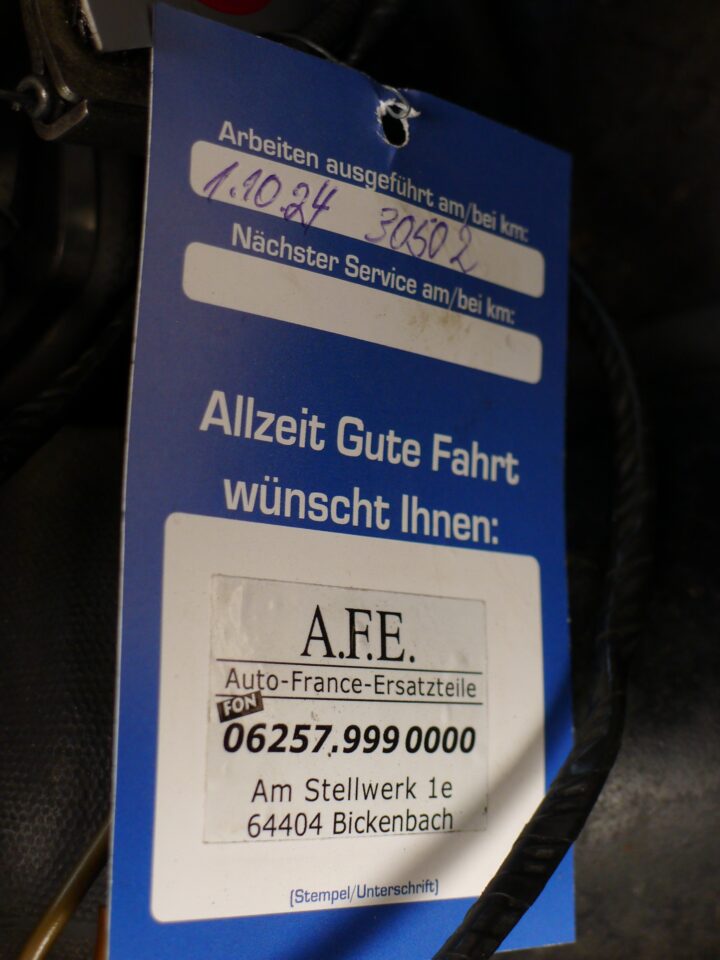 Arbeiten ausgeführt am/bei km:
1.10.24 30502
Nächster Service am/bei km:
Allzeit Gute Fahrt
wünscht Ihnen:
A.F.E.
Auto-France-Ersatzteile
FON
06257.999 0000
Am Stellwerk 1e
64404 Bickenbach
(Stempel/Unterschrift)